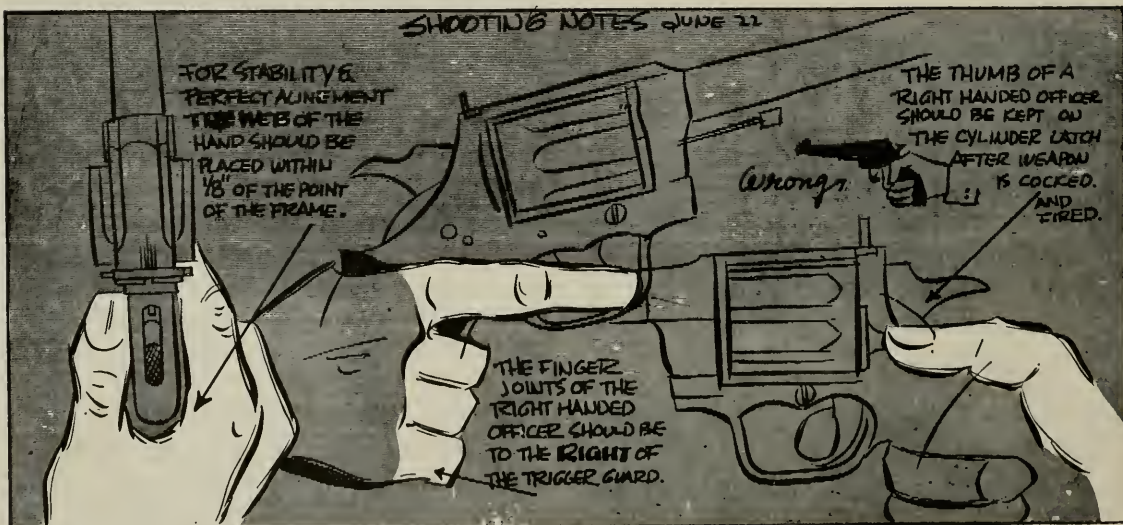 SHOOTING NOTES JUNE 22
FOR STABILITY &
PERFECT ALINEMENT
THE WEB OF THE
HAND SHOULD BE
PLACED WITHIN
1/8" OF THE POINT
OF THE FRAME.
THE THUMB OF A
RIGHT HANDED OFFICER
SHOULD BE KEPT ON
THE CYLINDER LATCH
AFTER WEAPON
IS COCKED.
AND
FIRED.
Wrong
THE FINGER
JOINTS OF THE
RIGHT HANDED
OFFICER SHOULD BE
TO THE RIGHT OF
THE TRIGGER GUARD.